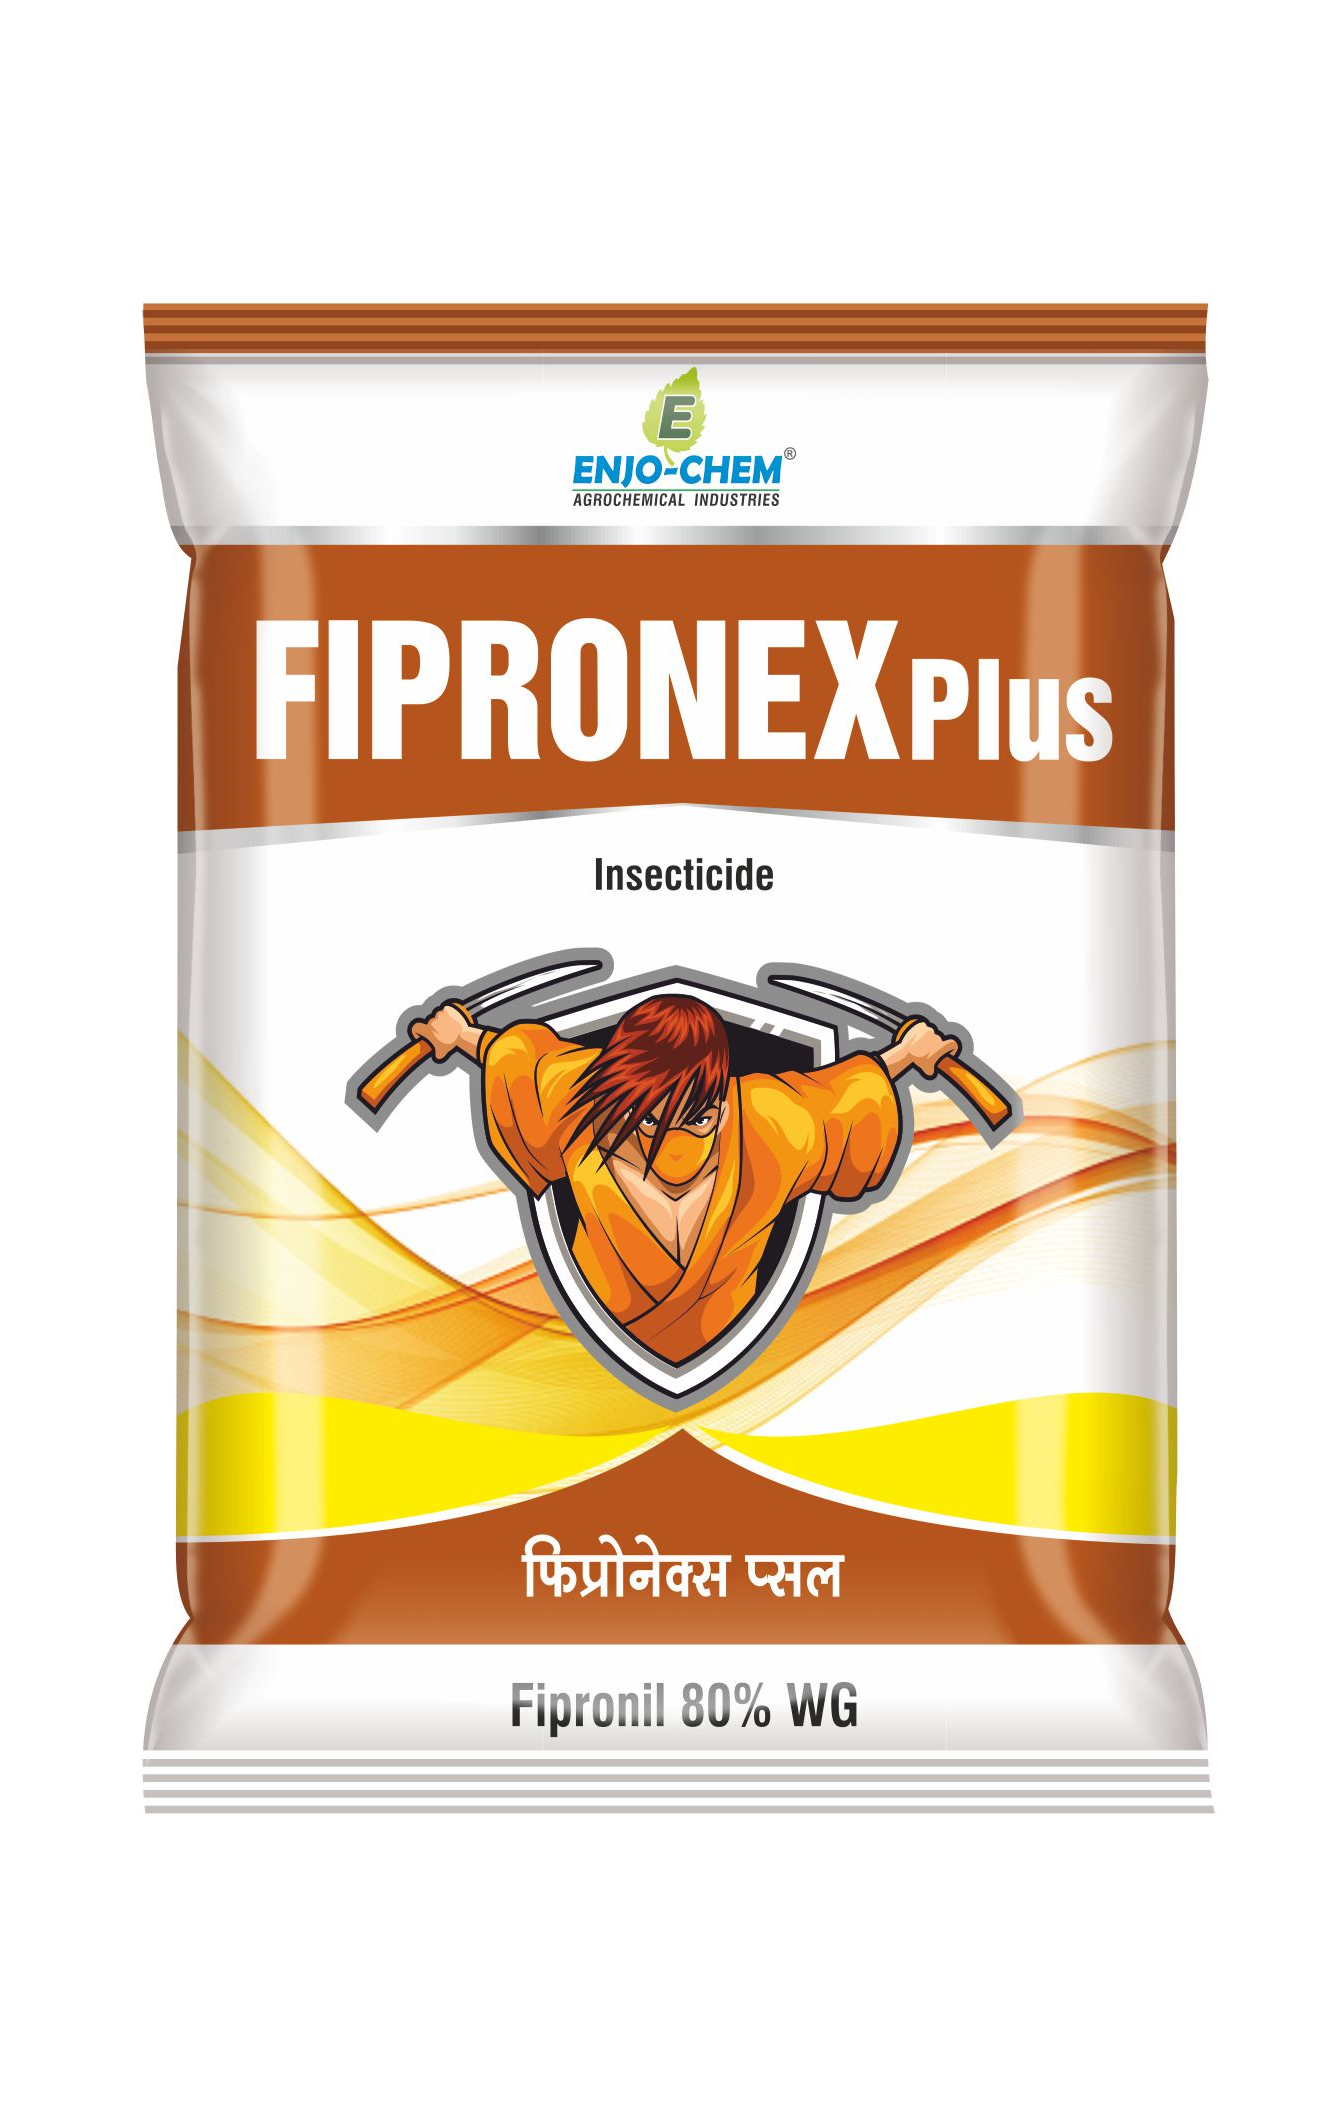 E
ENJO-CHEM®
AGROCHEMICAL INDUSTRIES
FIPRONEX Plus
Insecticide
फिप्रोनेक्स प्सल
Fipronil 80% WG